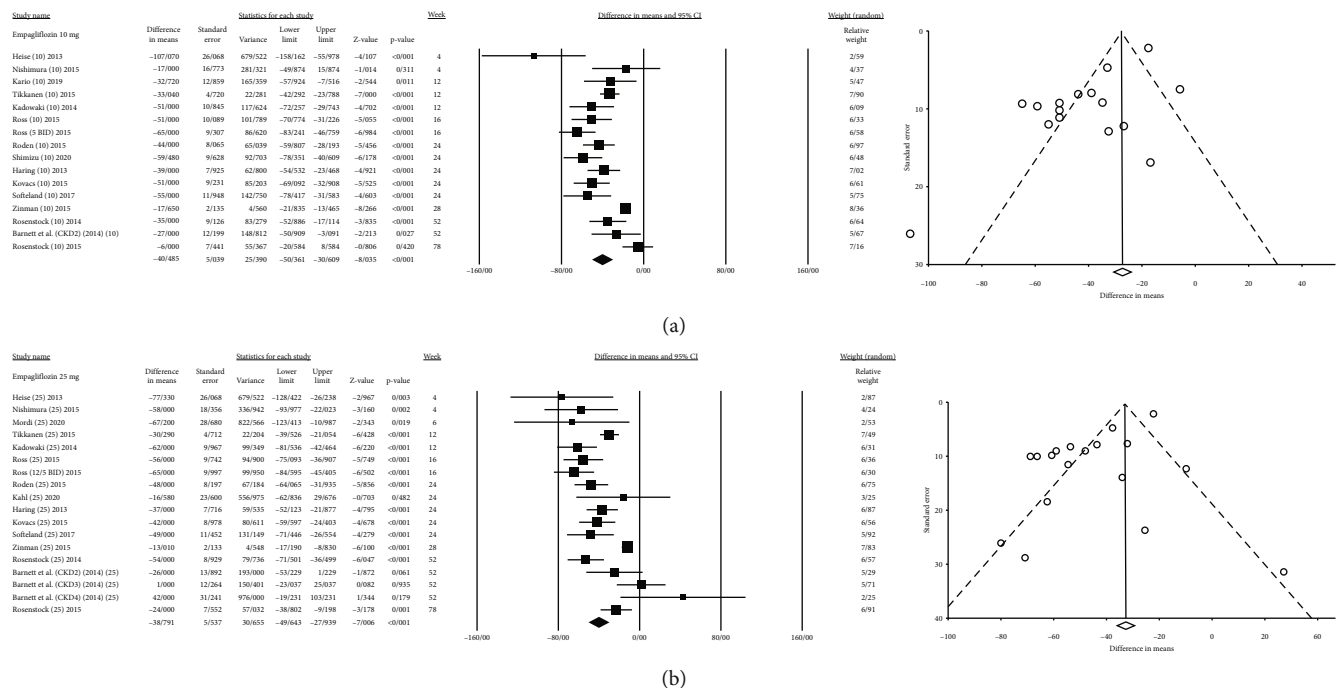 Study name Statistics for each study Week Difference in means and 95% CI Weight (random)
Empagliflozin 10 mg Difference in means Standard error Variance Lower limit Upper limit Z-value p-value Relative weight
Heise (10) 2013 −107/070 26/068 679/522 −158/162 −55/978 −4/107 <0/001 4 2/59
Nishimura (10) 2015 −17/000 16/773 281/321 −49/874 15/874 −1/014 0/311 4 4/37
Kario (10) 2019 −32/720 12/859 165/359 −57/924 −7/516 −2/544 0/011 12 5/47
Tikkanen (10) 2015 −33/040 4/720 22/281 −42/292 −23/788 −7/000 <0/001 12 7/90
Kadowaki (10) 2014 −51/000 10/845 117/624 −72/257 −29/743 −4/702 <0/001 12 6/09
Ross (10) 2015 −51/000 10/089 101/789 −70/774 −31/226 −5/055 <0/001 16 6/33
Ross (5 BID) 2015 −65/000 9/307 86/620 −83/241 −46/759 −6/984 <0/001 16 6/58
Roden (10) 2015 −44/000 8/065 65/039 −59/807 −28/193 −5/456 <0/001 24 6/97
Shimizu (10) 2020 −59/480 9/628 92/703 −78/351 −40/609 −6/178 <0/001 24 6/48
Haring (10) 2013 −39/000 7/925 62/800 −54/532 −23/468 −4/921 <0/001 24 7/02
Kovacs (10) 2015 −51/000 9/231 85/203 −69/092 −32/908 −5/525 <0/001 24 6/61
Softeland (10) 2017 −55/000 11/948 142/750 −78/417 −31/583 −4/603 <0/001 24 5/75
Zinman (10) 2015 −17/650 2/135 4/560 −21/835 −13/465 −8/266 <0/001 28 8/36
Rosenstock (10) 2014 −35/000 9/126 83/279 −52/886 −17/114 −3/835 <0/001 52 6/64
Barnett et al. (CKD2) (2014) (10) −27/000 12/199 148/812 −50/909 −3/091 −2/213 0/027 52 5/67
Rosenstock (10) 2015 −6/000 7/441 55/367 −20/584 8/584 −0/806 0/420 78 7/16
−40/485 5/039 25/390 −50/361 −30/609 −8/035 <0/001
−160/00 −80/00 0/00 80/00 160/00
0
10
20
30
Standard error
−100 −80 −60 −40 −20 0 20 40
Difference in means
(a)
Study name Statistics for each study Week Difference in means and 95% CI Weight (random)
Empagliflozin 25 mg Difference in means Standard error Variance Lower limit Upper limit Z-value p-value Relative weight
Heise (25) 2013 −77/330 26/068 679/522 −128/422 −26/238 −2/967 0/003 4 2/87
Nishimura (25) 2015 −58/000 18/356 336/942 −93/977 −22/023 −3/160 0/002 4 4/24
Mordi (25) 2020 −67/200 28/680 822/566 −123/413 −10/987 −2/343 0/019 6 2/53
Tikkanen (25) 2015 −30/290 4/712 22/204 −39/526 −21/054 −6/428 <0/001 12 7/49
Kadowaki (25) 2014 −62/000 9/967 99/349 −81/536 −42/464 −6/220 <0/001 12 6/31
Ross (25) 2015 −56/000 9/742 94/900 −75/093 −36/907 −5/749 <0/001 16 6/36
Ross (12/5 BID) 2015 −65/000 9/997 99/950 −84/595 −45/405 −6/502 <0/001 16 6/30
Roden (25) 2015 −48/000 8/197 67/184 −64/065 −31/935 −5/856 <0/001 24 6/75
Kahl (25) 2020 −16/580 23/600 556/975 −62/836 29/676 −0/703 0/482 24 3/25
Haring (25) 2013 −37/000 7/716 59/535 −52/123 −21/877 −4/795 <0/001 24 6/87
Kovacs (25) 2015 −42/000 8/978 80/611 −59/597 −24/403 −4/678 <0/001 24 6/56
Softeland (25) 2017 −49/000 11/452 131/149 −71/446 −26/554 −4/279 <0/001 24 5/92
Zinman (25) 2015 −13/010 2/133 4/548 −17/190 −8/830 −6/100 <0/001 28 7/83
Rosenstock (25) 2014 −54/000 8/929 79/736 −71/501 −36/499 −6/047 <0/001 52 6/57
Barnett et al. (CKD2) (2014) (25) −26/000 13/892 193/000 −53/229 1/229 −1/872 0/061 52 5/29
Barnett et al. (CKD3) (2014) (25) 1/000 12/264 150/401 −23/037 25/037 0/082 0/935 52 5/71
Barnett et al. (CKD4) (2014) (25) 42/000 31/241 976/000 −19/231 103/231 1/344 0/179 52 2/25
Rosenstock (25) 2015 −24/000 7/552 57/032 −38/802 −9/198 −3/178 0/001 78 6/91
−38/791 5/537 30/655 −49/643 −27/939 −7/006 <0/001
−160/00 −80/00 0/00 80/00 160/00
0
10
20
30
40
Standard error
−100 −80 −60 −40 −20 0 20 40 60
Difference in means
(b)